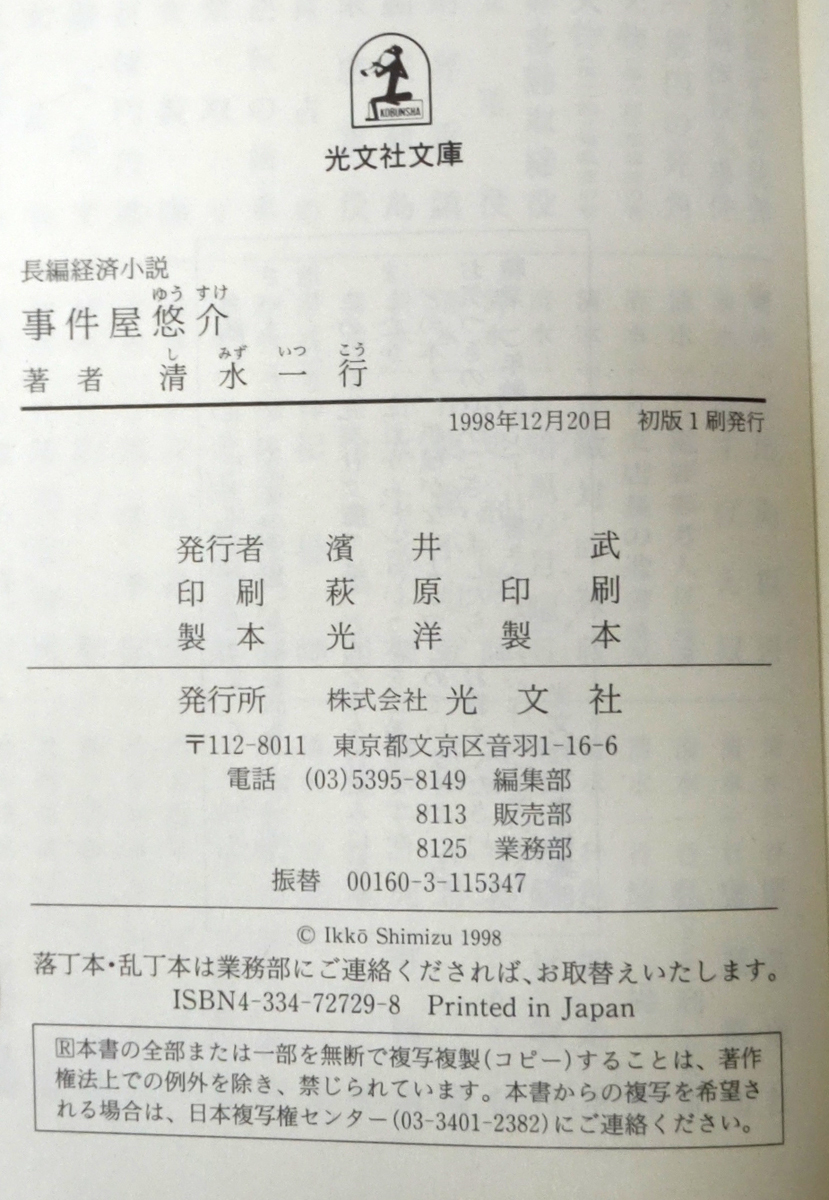 KOBUNSHA
光文社文庫
長編経済小説
ゆう すけ
事件屋悠介
し みず いつ こう
著者 清水一行
1998年12月20日 初版1刷発行
発行者 濱井 武
印刷 萩原印刷
製本 光洋製本
発行所 株式会社 光文社
〒112-8011 東京都文京区音羽1-16-6
電話 (03)5395-8149 編集部
8113 販売部
8125 業務部
振替 00160-3-115347
© Ikkō Shimizu 1998
落丁本・乱丁本は業務部にご連絡くだされば、お取替えいたします。
ISBN4-334-72729-8 Printed in Japan
Ⓡ本書の全部または一部を無断で複写複製(コピー)することは、著作
権法上での例外を除き、禁じられています。本書からの複写を希望さ
れる場合は、日本複写権センター(03-3401-2382)にご連絡ください。